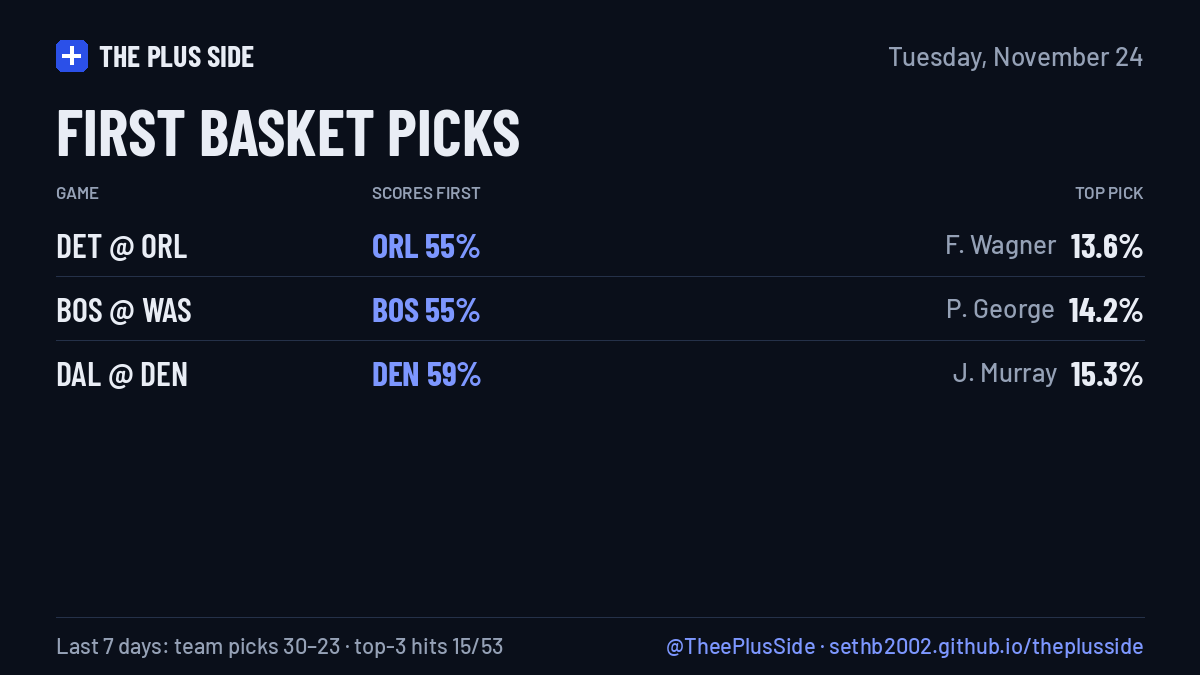 THE PLUS SIDE
Tuesday, November 24
FIRST BASKET PICKS
GAME SCORES FIRST TOP PICK
DET @ ORL ORL 55% F. Wagner 13.6%
BOS @ WAS BOS 55% P. George 14.2%
DAL @ DEN DEN 59% J. Murray 15.3%
Last 7 days: team picks 30–23 · top-3 hits 15/53
@TheePlusSide · sethb2002.github.io/theplusside